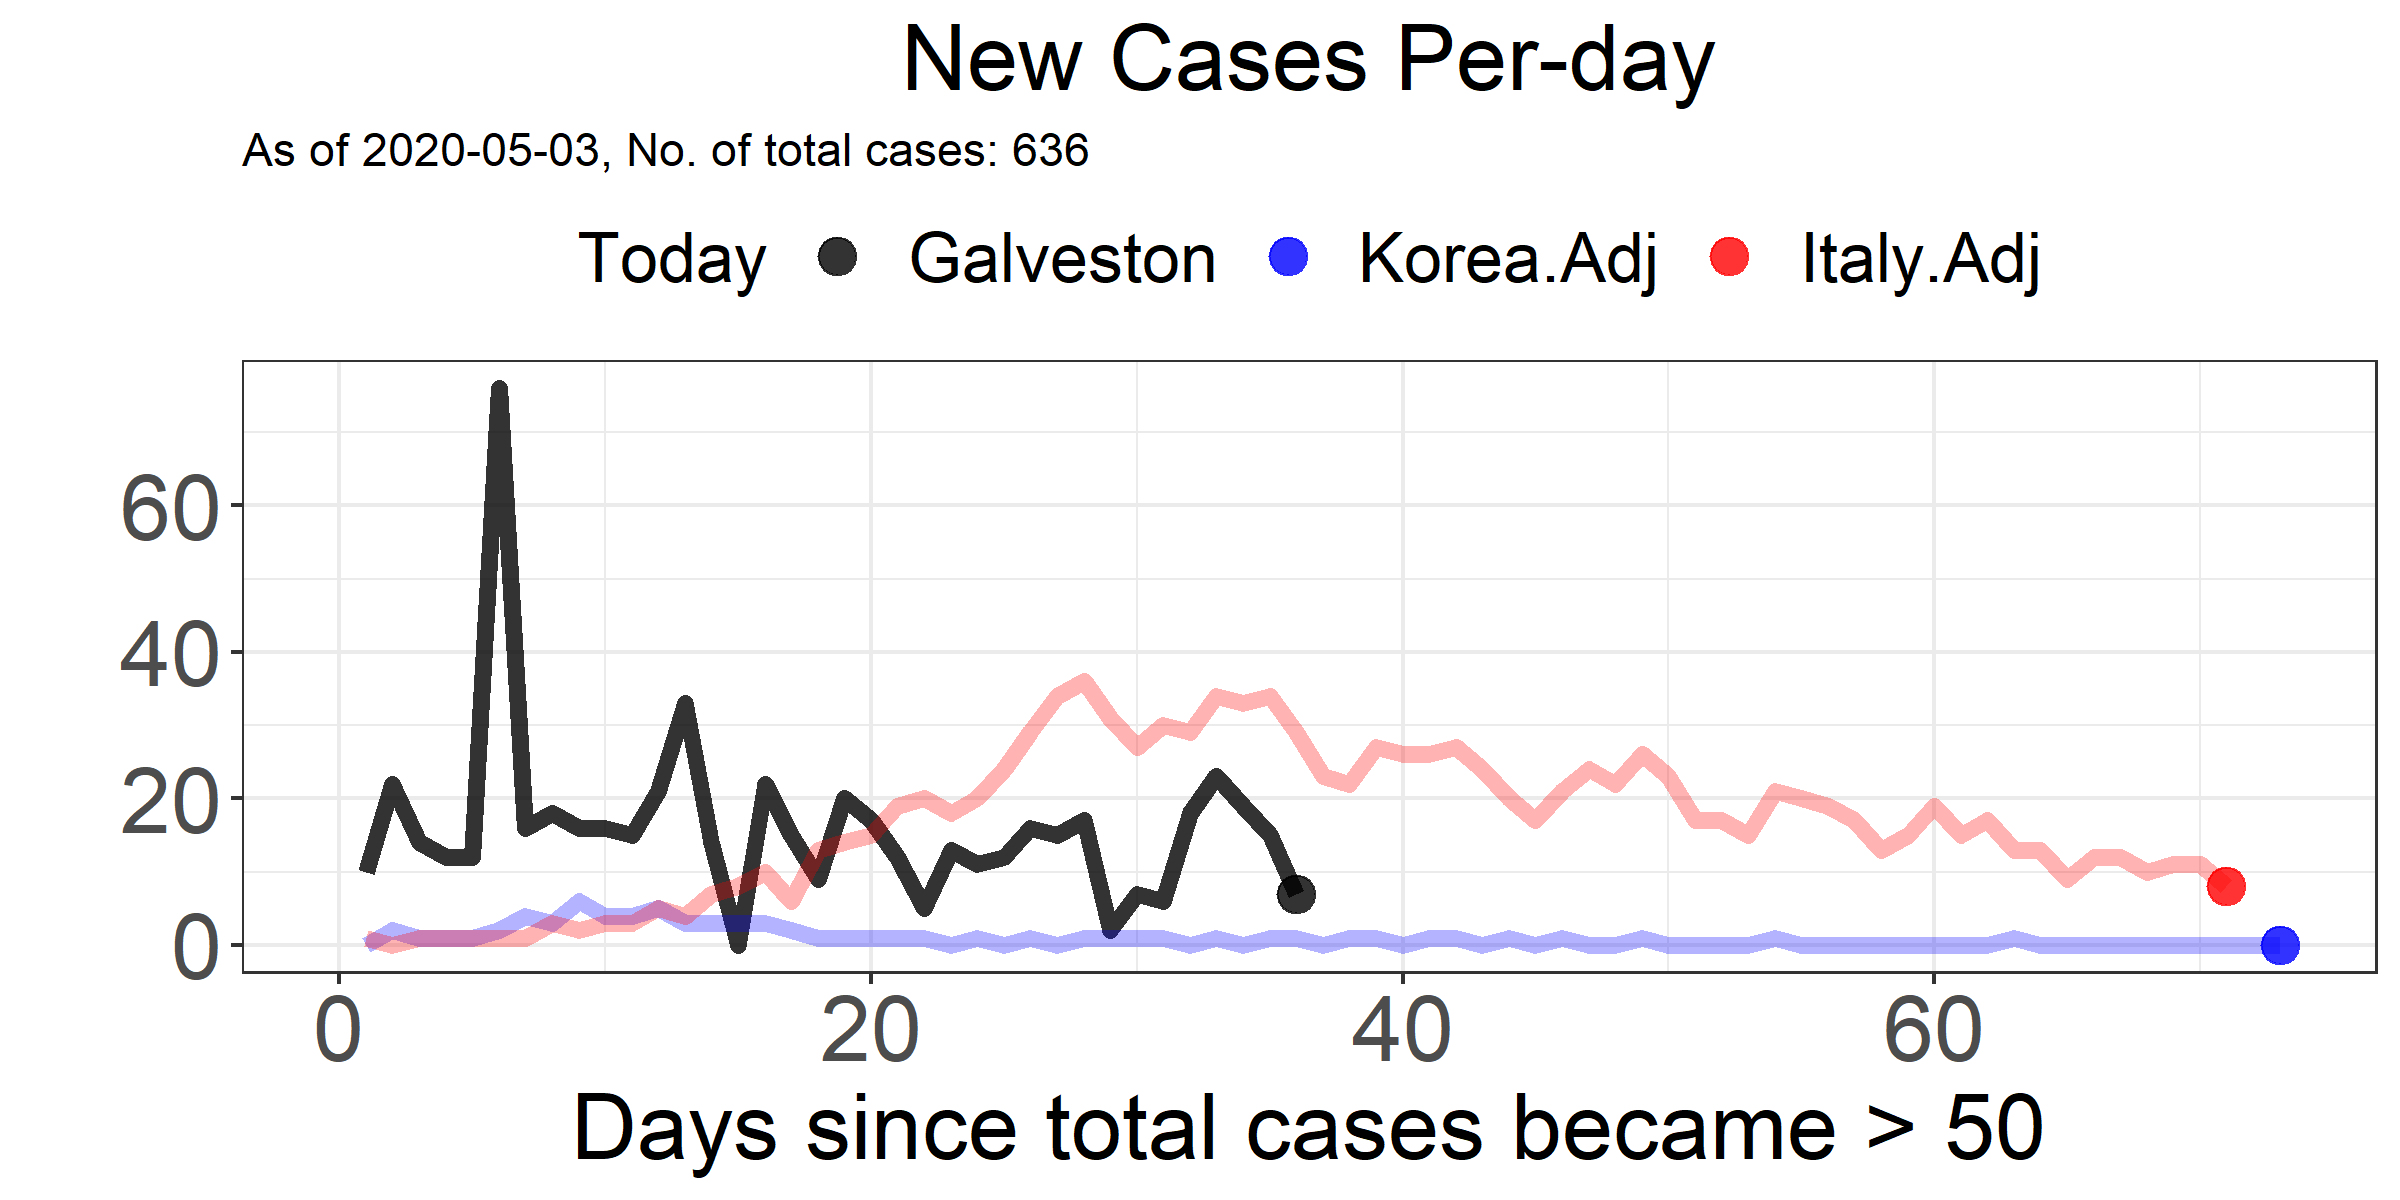 New Cases Per-day
As of 2020-05-03, No. of total cases: 636
Today Galveston Korea.Adj Italy.Adj
60
40
20
0
0 20 40 60
Days since total cases became > 50